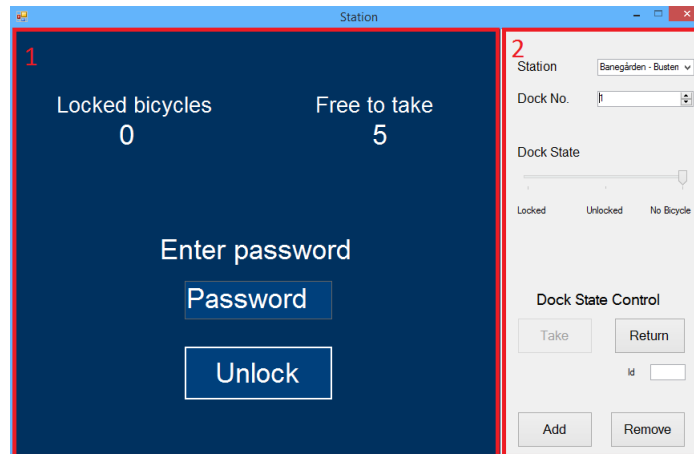 Station
1
Locked bicycles
0
Free to take
5
Enter password
Password
Unlock
2
Station
Banegården - Busten
Dock No.
1
Dock State
Locked Unlocked No Bicycle
Dock State Control
Take Return
Id
Add Remove